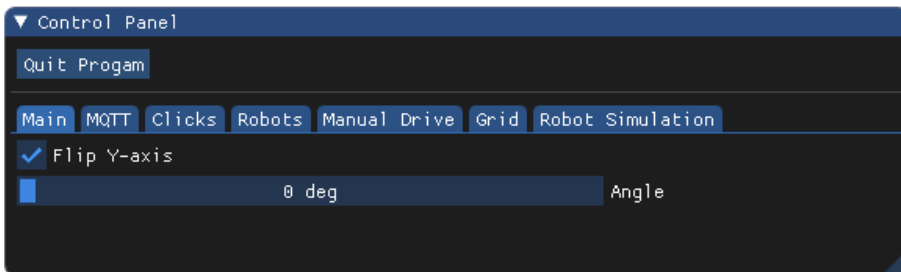 Control Panel
Quit Progam
Main MQTT Clicks Robots Manual Drive Grid Robot Simulation
Flip Y-axis
0 deg Angle